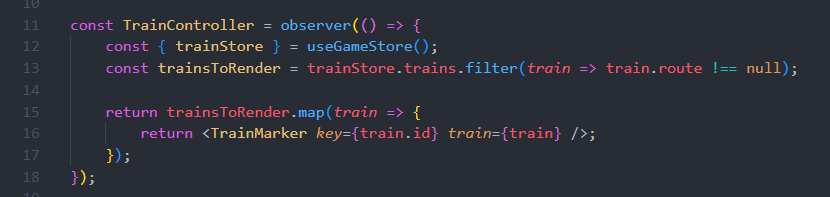 10
11 const TrainController = observer(() => {
12     const { trainStore } = useGameStore();
13     const trainsToRender = trainStore.trains.filter(train => train.route !== null);
14
15     return trainsToRender.map(train => {
16         return <TrainMarker key={train.id} train={train} />;
17     });
18 });